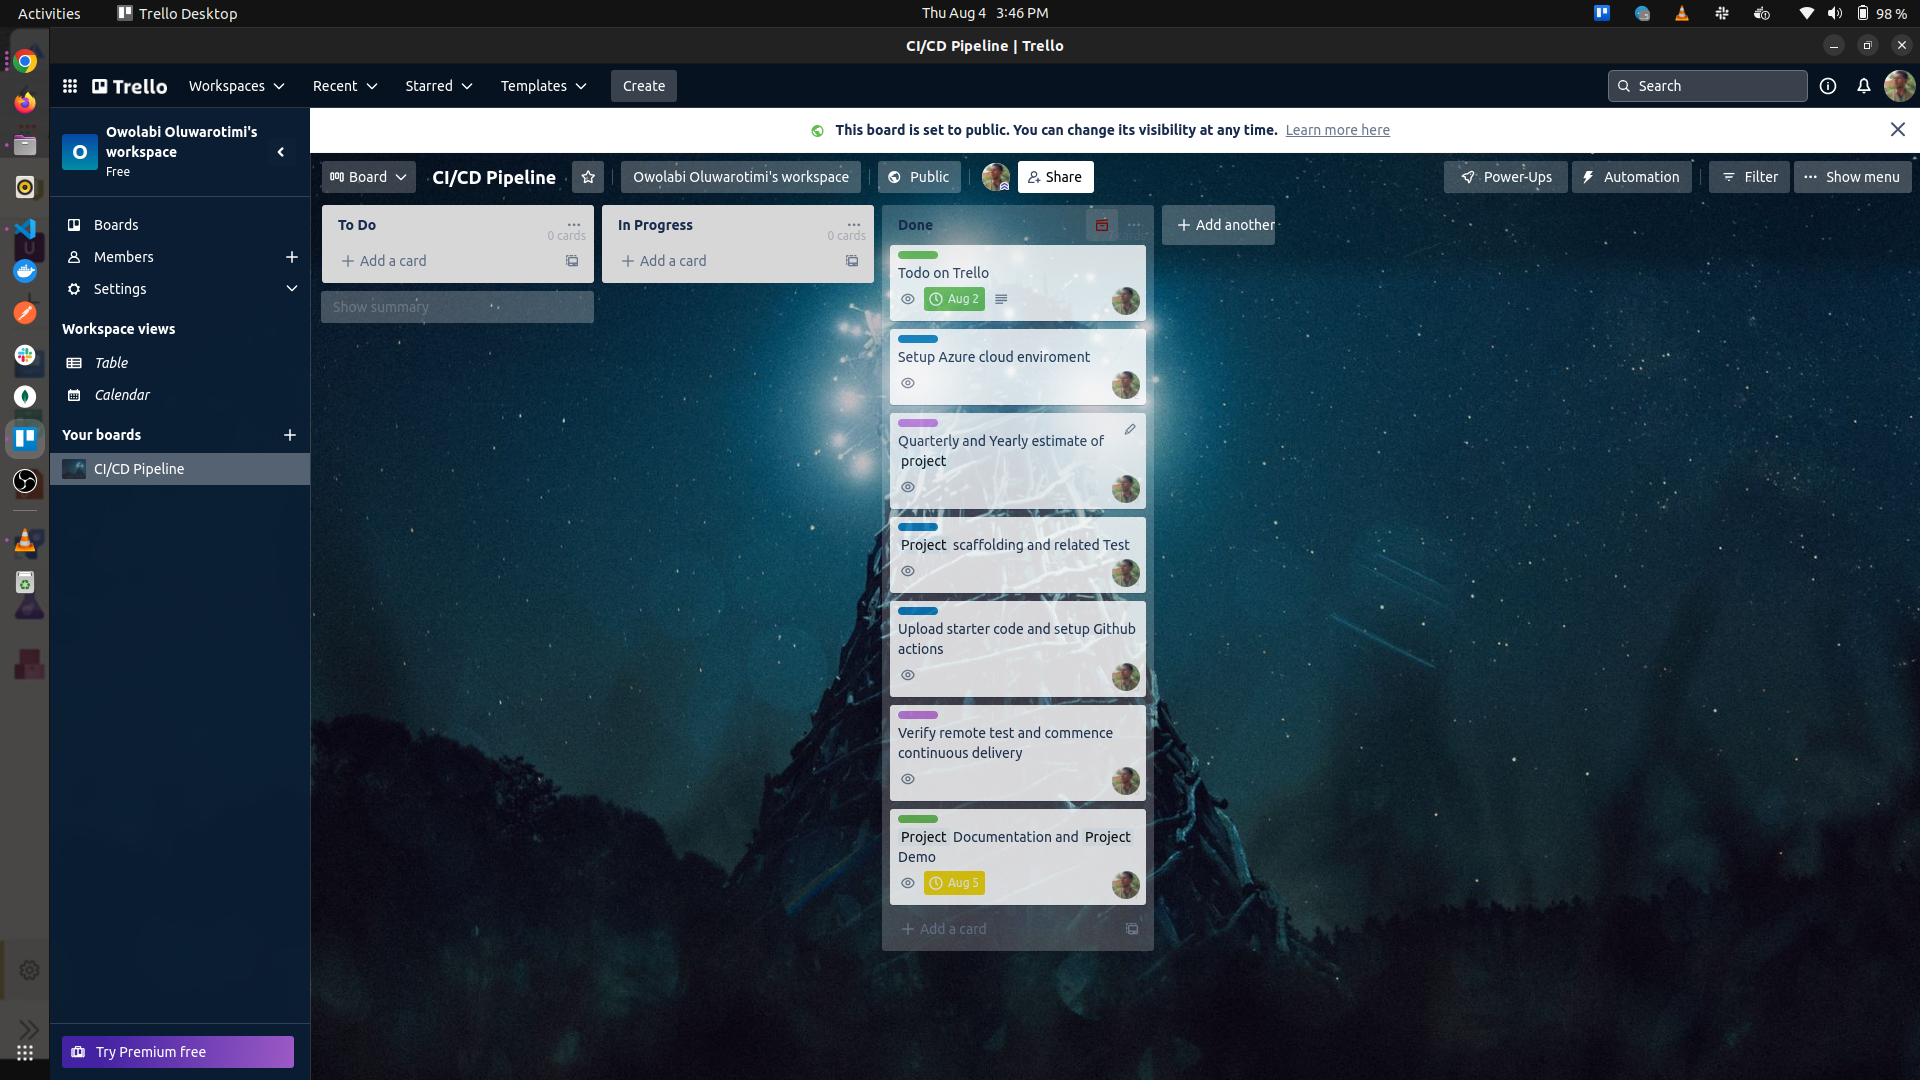 Activities
Trello Desktop
Thu Aug 4 3:46 PM
98 %
CI/CD Pipeline | Trello
Trello
Workspaces
Recent
Starred
Templates
Create
Search
O
Owolabi Oluwarotimi's
workspace
Free
This board is set to public. You can change its visibility at any time. Learn more here
Board
CI/CD Pipeline
Owolabi Oluwarotimi's workspace
Public
Share
Power-Ups
Automation
Filter
Show menu
Boards
Members
Settings
Workspace views
Table
Calendar
Your boards
CI/CD Pipeline
Try Premium free
To Do
0 cards
Add a card
Show summary
In Progress
0 cards
Add a card
Done
Todo on Trello
Aug 2
Setup Azure cloud enviroment
Quarterly and Yearly estimate of
project
Project scaffolding and related Test
Upload starter code and setup Github
actions
Verify remote test and commence
continuous delivery
Project Documentation and Project
Demo
Aug 5
Add a card
Add another